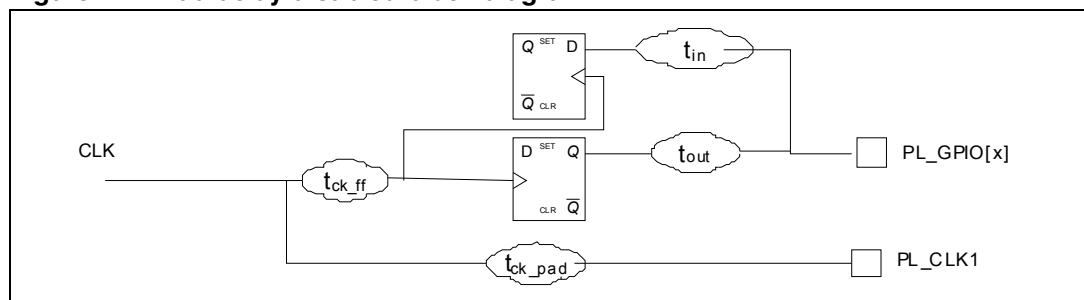 Q SET D
Q CLR
t_in
CLK
D SET Q
CLR Q
t_out
PL_GPIO[x]
t_ck_ff
t_ck_pad
PL_CLK1